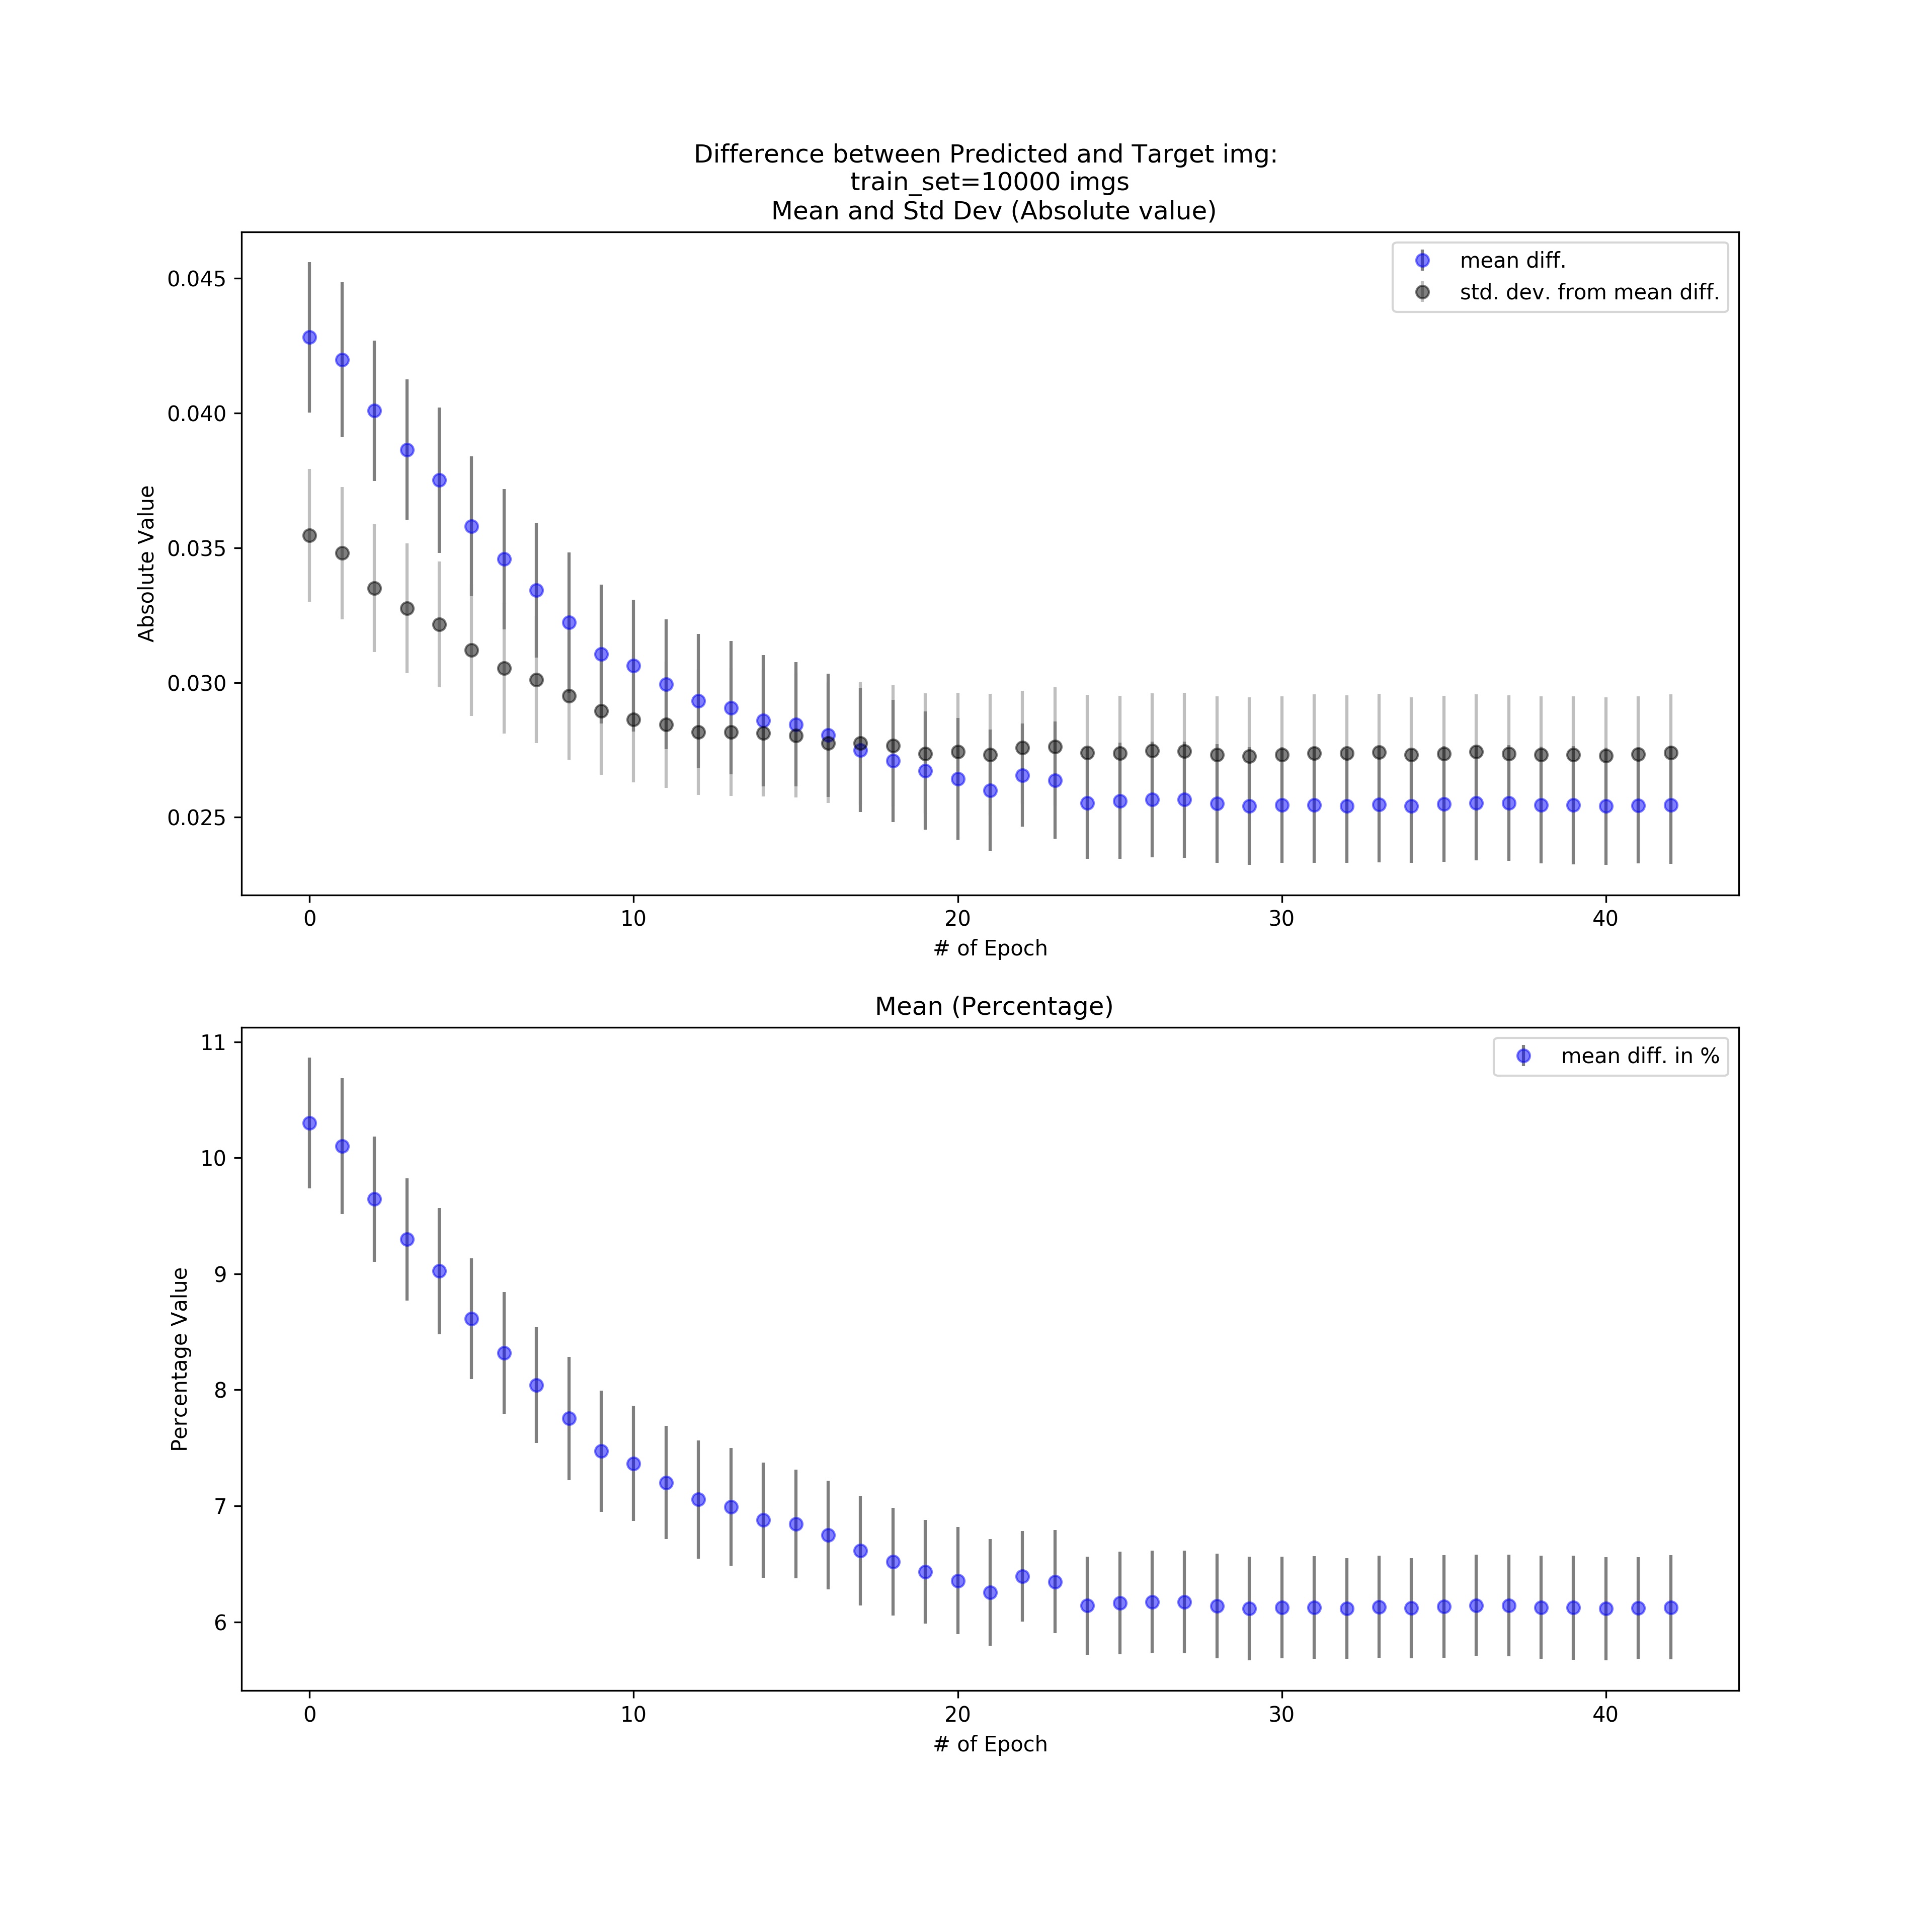 Difference between Predicted and Target img:
train_set=10000 imgs
Mean and Std Dev (Absolute value)
mean diff.
std. dev. from mean diff.
0.045
0.040
0.035
0.030
0.025
Absolute Value
0 10 20 30 40
# of Epoch
Mean (Percentage)
mean diff. in %
11
10
9
8
7
6
Percentage Value
0 10 20 30 40
# of Epoch